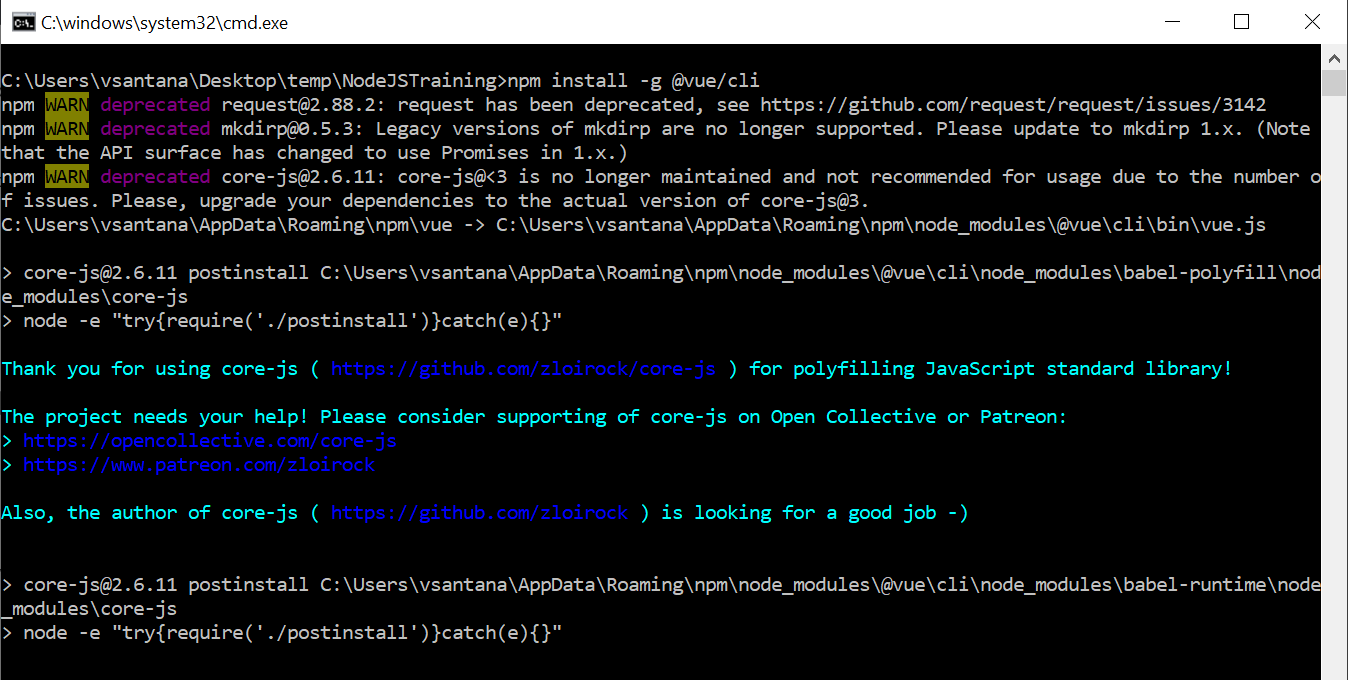 C:\windows\system32\cmd.exe
C:\Users\vsantana\Desktop\temp\NodeJSTraining>npm install -g @vue/cli
npm WARN deprecated request@2.88.2: request has been deprecated, see https://github.com/request/request/issues/3142
npm WARN deprecated mkdirp@0.5.3: Legacy versions of mkdirp are no longer supported. Please update to mkdirp 1.x. (Note
that the API surface has changed to use Promises in 1.x.)
npm WARN deprecated core-js@2.6.11: core-js@<3 is no longer maintained and not recommended for usage due to the number o
f issues. Please, upgrade your dependencies to the actual version of core-js@3.
C:\Users\vsantana\AppData\Roaming\npm\vue -> C:\Users\vsantana\AppData\Roaming\npm\node_modules\@vue\cli\bin\vue.js
> core-js@2.6.11 postinstall C:\Users\vsantana\AppData\Roaming\npm\node_modules\@vue\cli\node_modules\babel-polyfill\nod
e_modules\core-js
> node -e "try{require('./postinstall')}catch(e){}"
Thank you for using core-js ( https://github.com/zloirock/core-js ) for polyfilling JavaScript standard library!
The project needs your help! Please consider supporting of core-js on Open Collective or Patreon:
> https://opencollective.com/core-js
> https://www.patreon.com/zloirock
Also, the author of core-js ( https://github.com/zloirock ) is looking for a good job -)
> core-js@2.6.11 postinstall C:\Users\vsantana\AppData\Roaming\npm\node_modules\@vue\cli\node_modules\babel-runtime\node
_modules\core-js
> node -e "try{require('./postinstall')}catch(e){}"